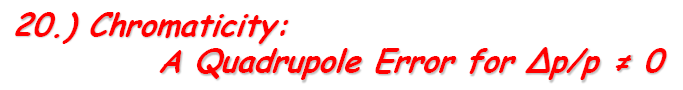 20.) Chromaticity:
A Quadrupole Error for Δp/p ≠ 0